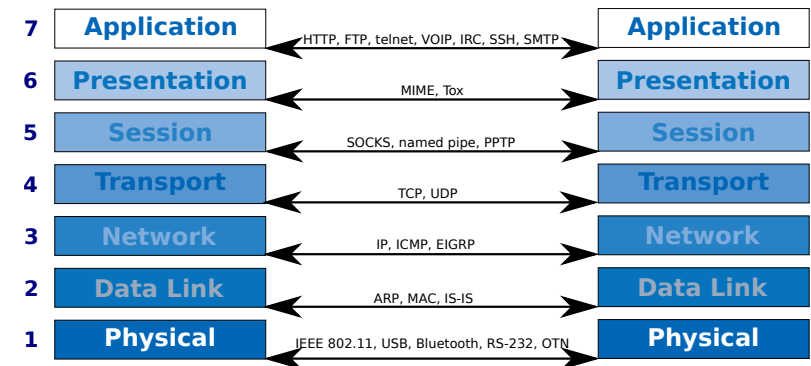 7 Application HTTP, FTP, telnet, VOIP, IRC, SSH, SMTP Application
6 Presentation MIME, Tox Presentation
5 Session SOCKS, named pipe, PPTP Session
4 Transport TCP, UDP Transport
3 Network IP, ICMP, EIGRP Network
2 Data Link ARP, MAC, IS-IS Data Link
1 Physical IEEE 802.11, USB, Bluetooth, RS-232, OTN Physical